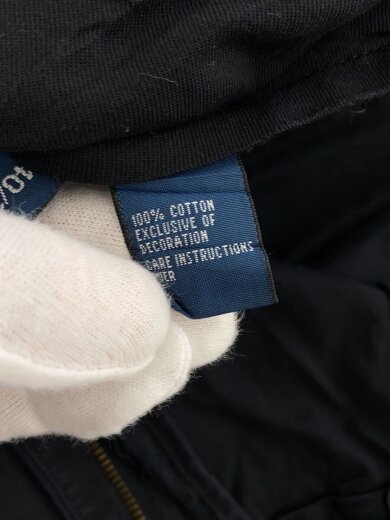 100% COTTON
EXCLUSIVE OF
DECORATION
CARE INSTRUCTIONS